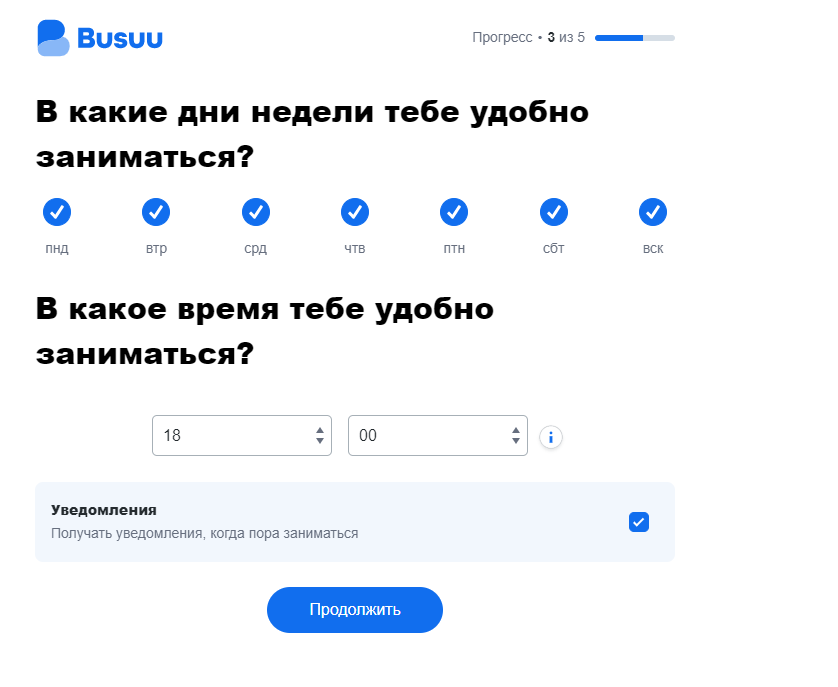 Busuu
Прогресс • 3 из 5
В какие дни недели тебе удобно
заниматься?
пнд втр срд чтв птн сбт вск
В какое время тебе удобно
заниматься?
18 00 i
Уведомления
Получать уведомления, когда пора заниматься
Продолжить